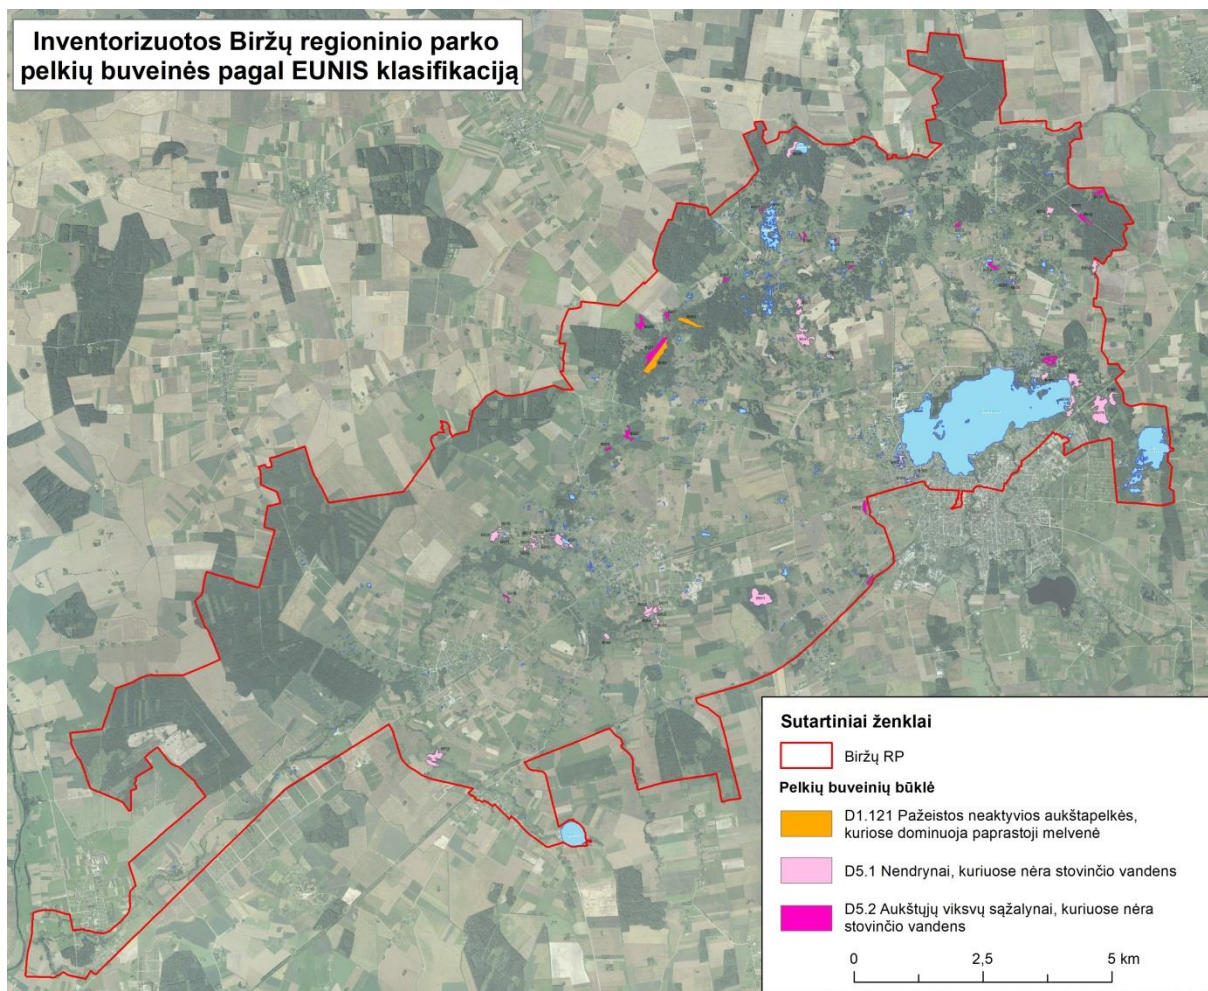 Inventorizuotos Biržų regioninio parko
pelkių buveinės pagal EUNIS klasifikaciją
Sutartiniai ženklai
Biržų RP
Pelkių buveinių būklė
D1.121 Pažeistos neaktyvios aukštapelkės,
kuriose dominuoja paprastoji melvenė
D5.1 Nendrynai, kuriuose nėra stovinčio vandens
D5.2 Aukštųjų viksvų sąžalynai, kuriuose nėra
stovinčio vandens
0 2,5 5 km